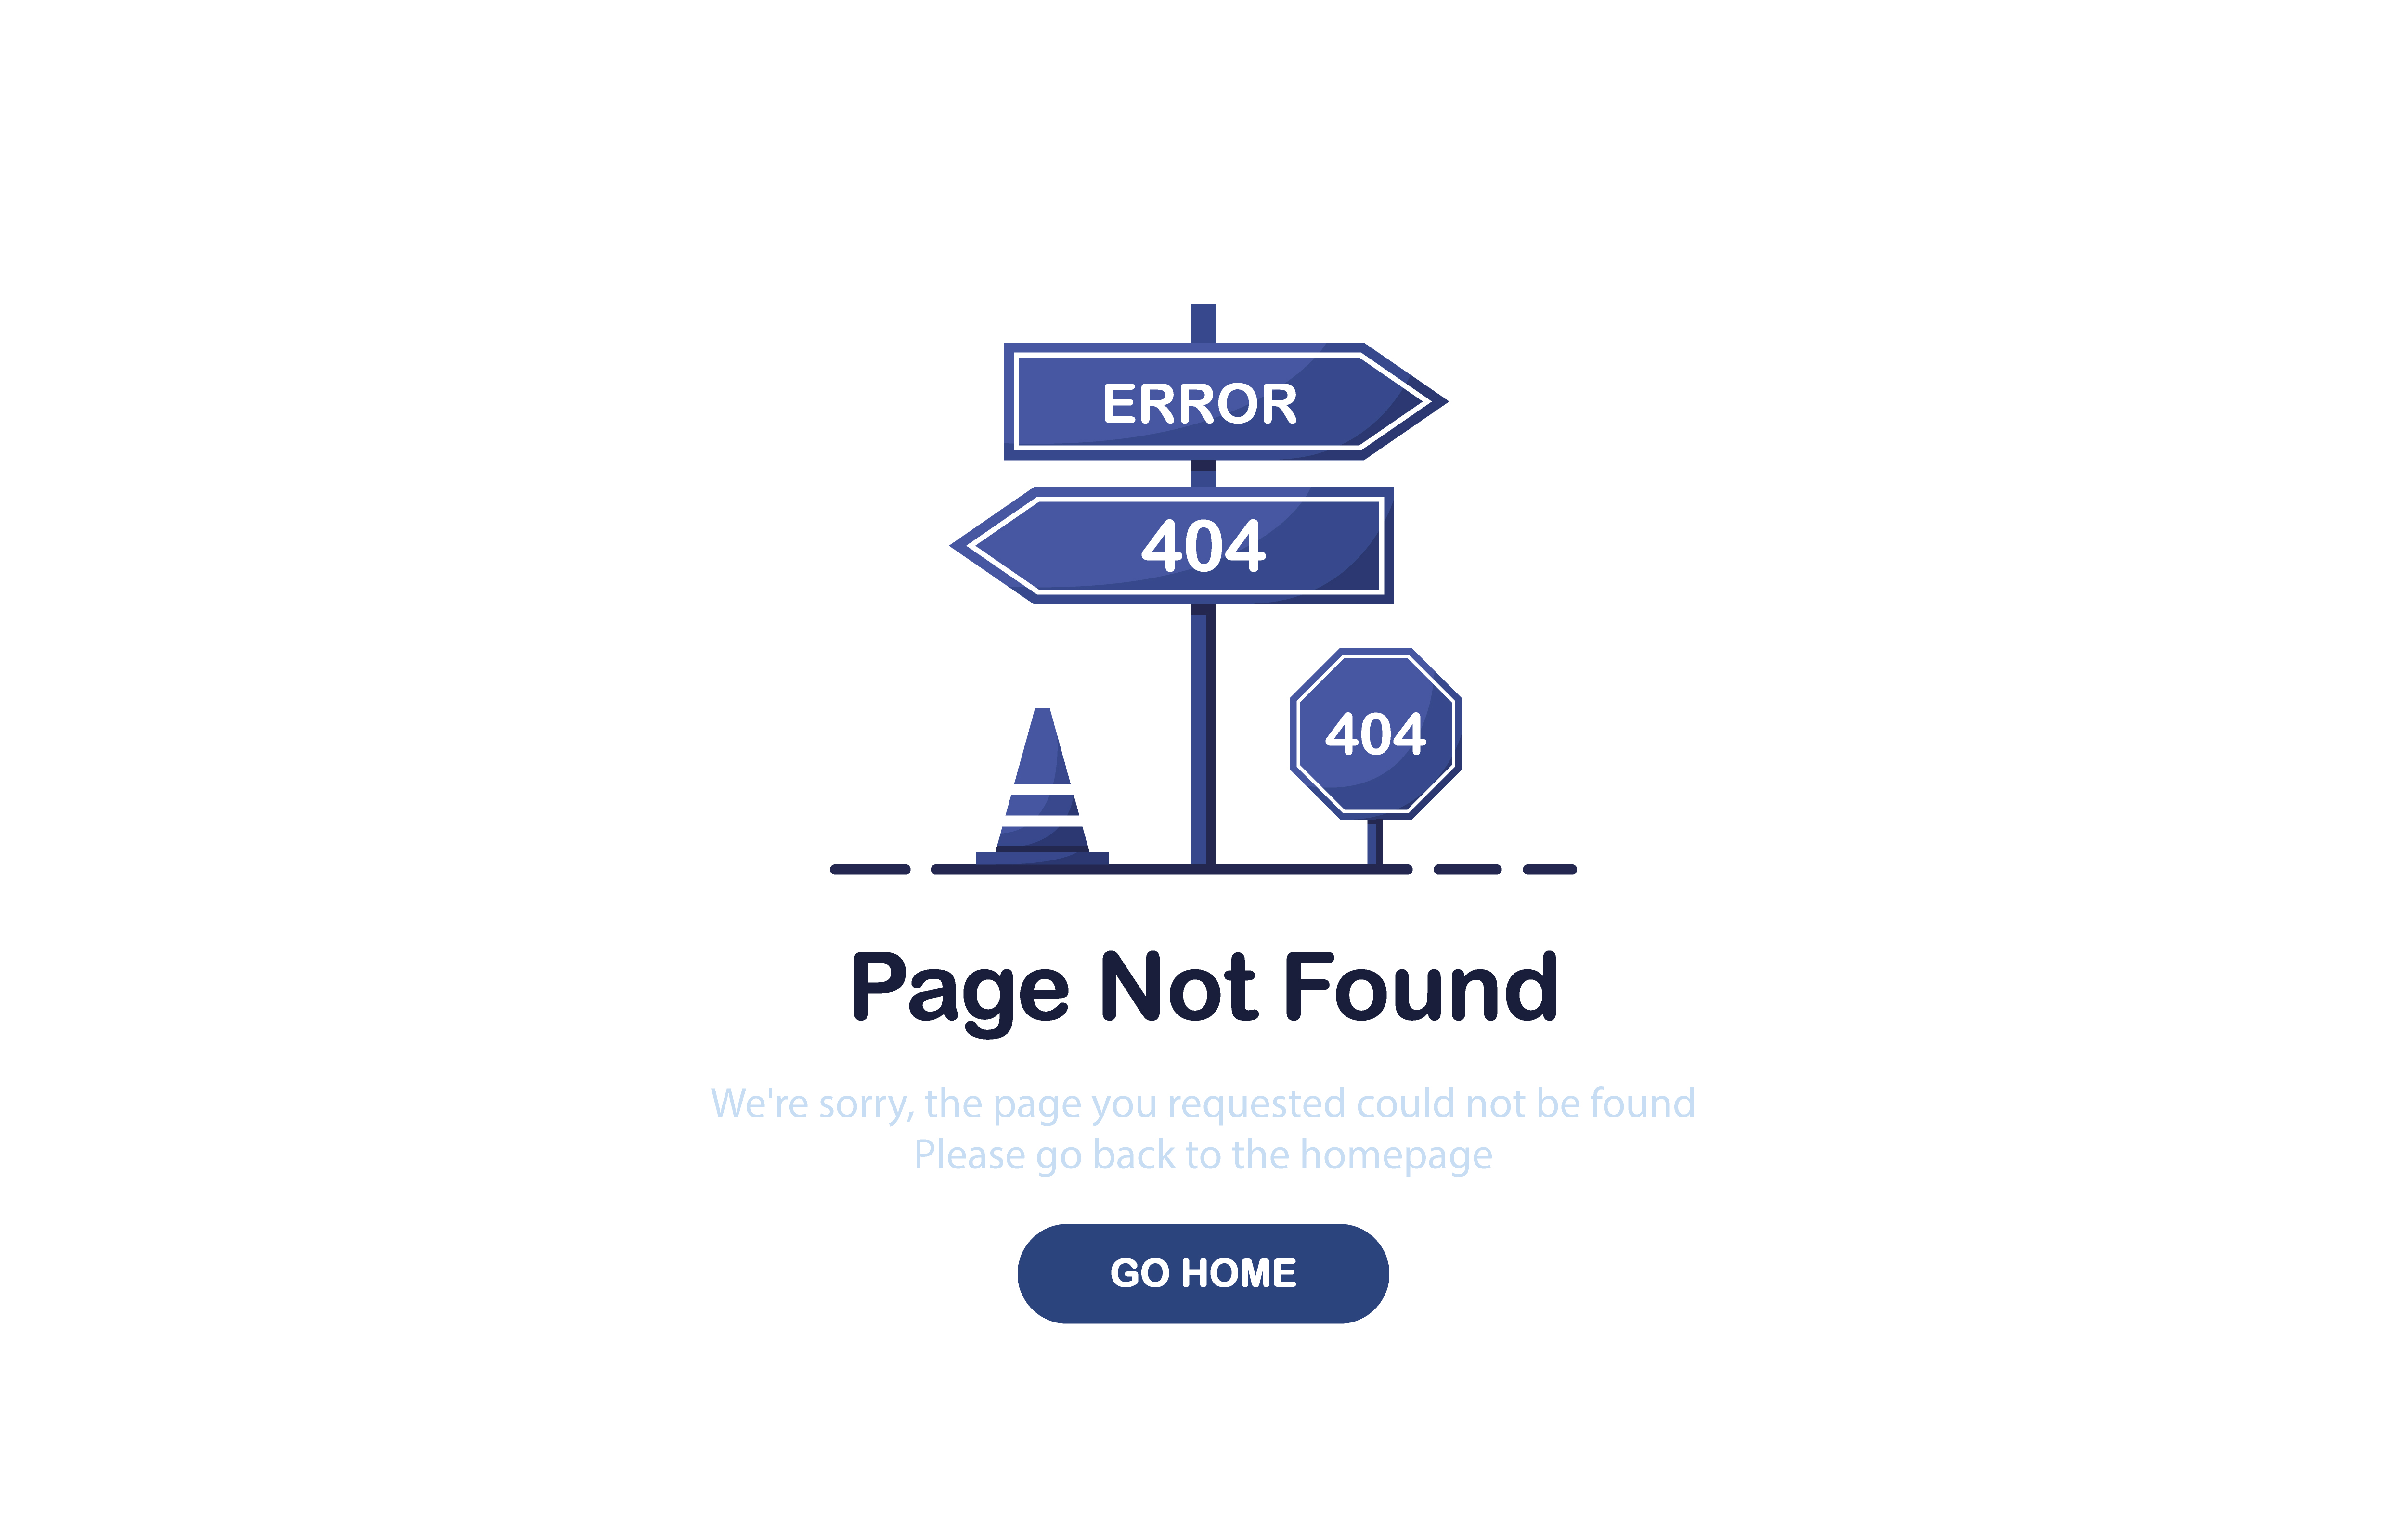 ERROR
404
404
Page Not Found
We're sorry, the page you requested could not be found
Please go back to the homepage
GO HOME